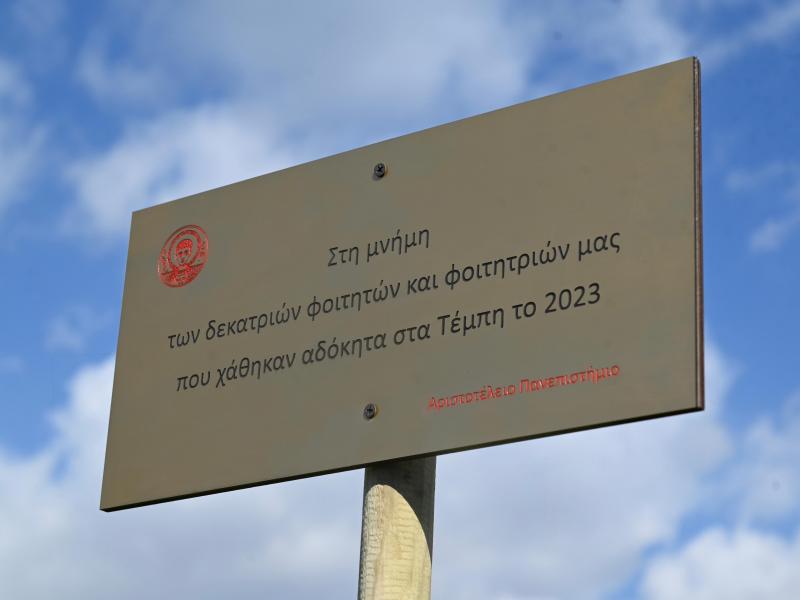 Στη μνήμη
των δεκατριών φοιτητών και φοιτητριών μας
που χάθηκαν αδόκητα στα Τέμπη το 2023
Αριστοτέλειο Πανεπιστήμιο